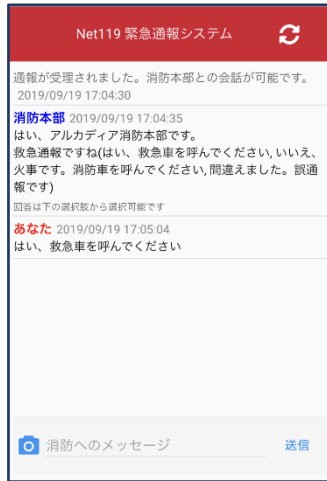 Net119 緊急通報システム
通報が受理されました。消防本部との会話が可能です。
2019/09/19 17:04:30
消防本部 2019/09/19 17:04:35
はい、アルカディア消防本部です。
救急通報ですね(はい、救急車を呼んでください, いいえ、
火事です。消防車を呼んでください, 間違えました。誤通
報です)
回答は下の選択肢から選択可能です
あなた 2019/09/19 17:05:04
はい、救急車を呼んでください
消防へのメッセージ 送信